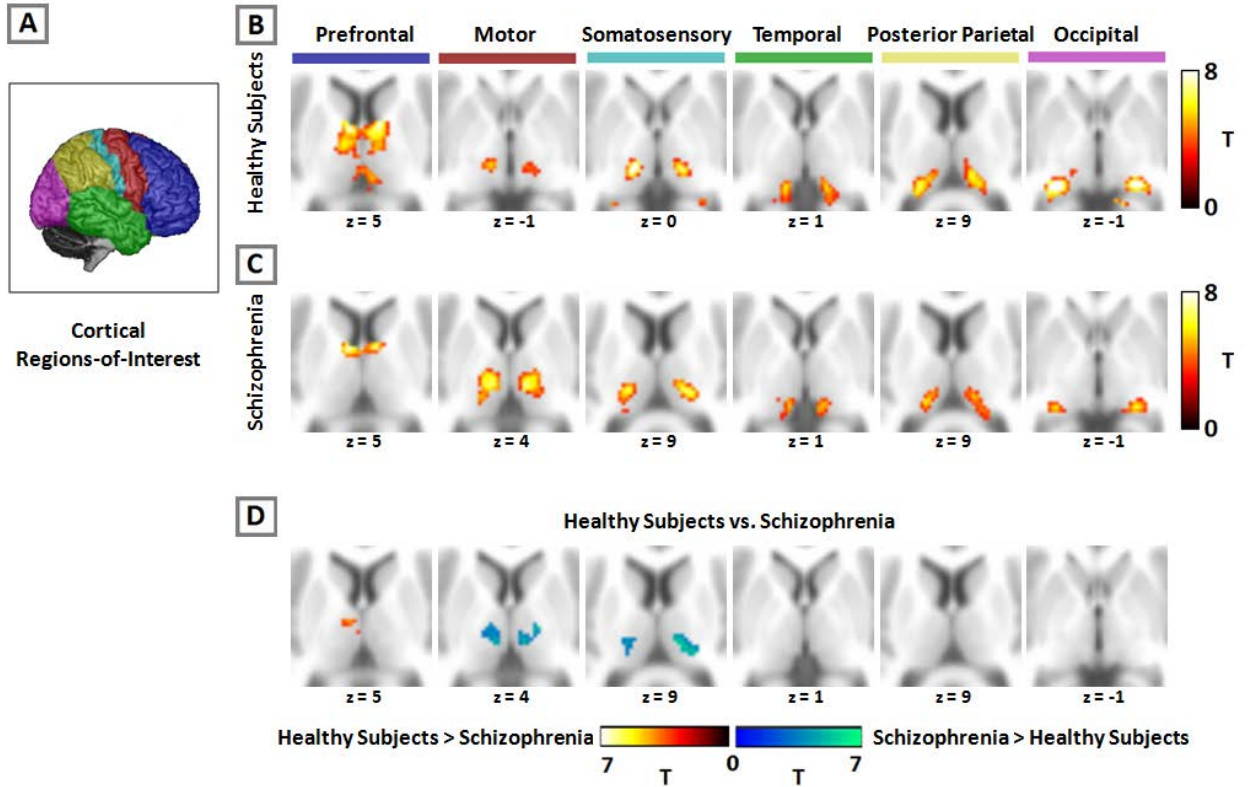 A
Cortical
Regions-of-Interest
B
Prefrontal Motor Somatosensory Temporal Posterior Parietal Occipital
Healthy Subjects
8
T
0
z = 5 z = -1 z = 0 z = 1 z = 9 z = -1
C
Schizophrenia
8
T
0
z = 5 z = 4 z = 9 z = 1 z = 9 z = -1
D
Healthy Subjects vs. Schizophrenia
z = 5 z = 4 z = 9 z = 1 z = 9 z = -1
Healthy Subjects > Schizophrenia Schizophrenia > Healthy Subjects
7 0 7
T T